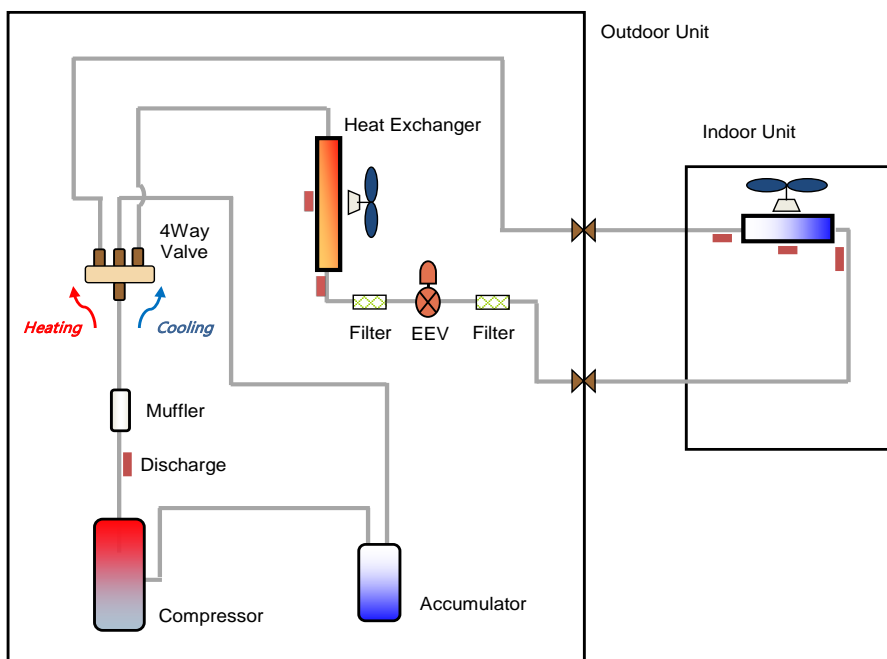 Outdoor Unit
Heat Exchanger
Indoor Unit
4Way
Valve
Heating
Cooling
Filter
EEV
Filter
Muffler
Discharge
Compressor
Accumulator